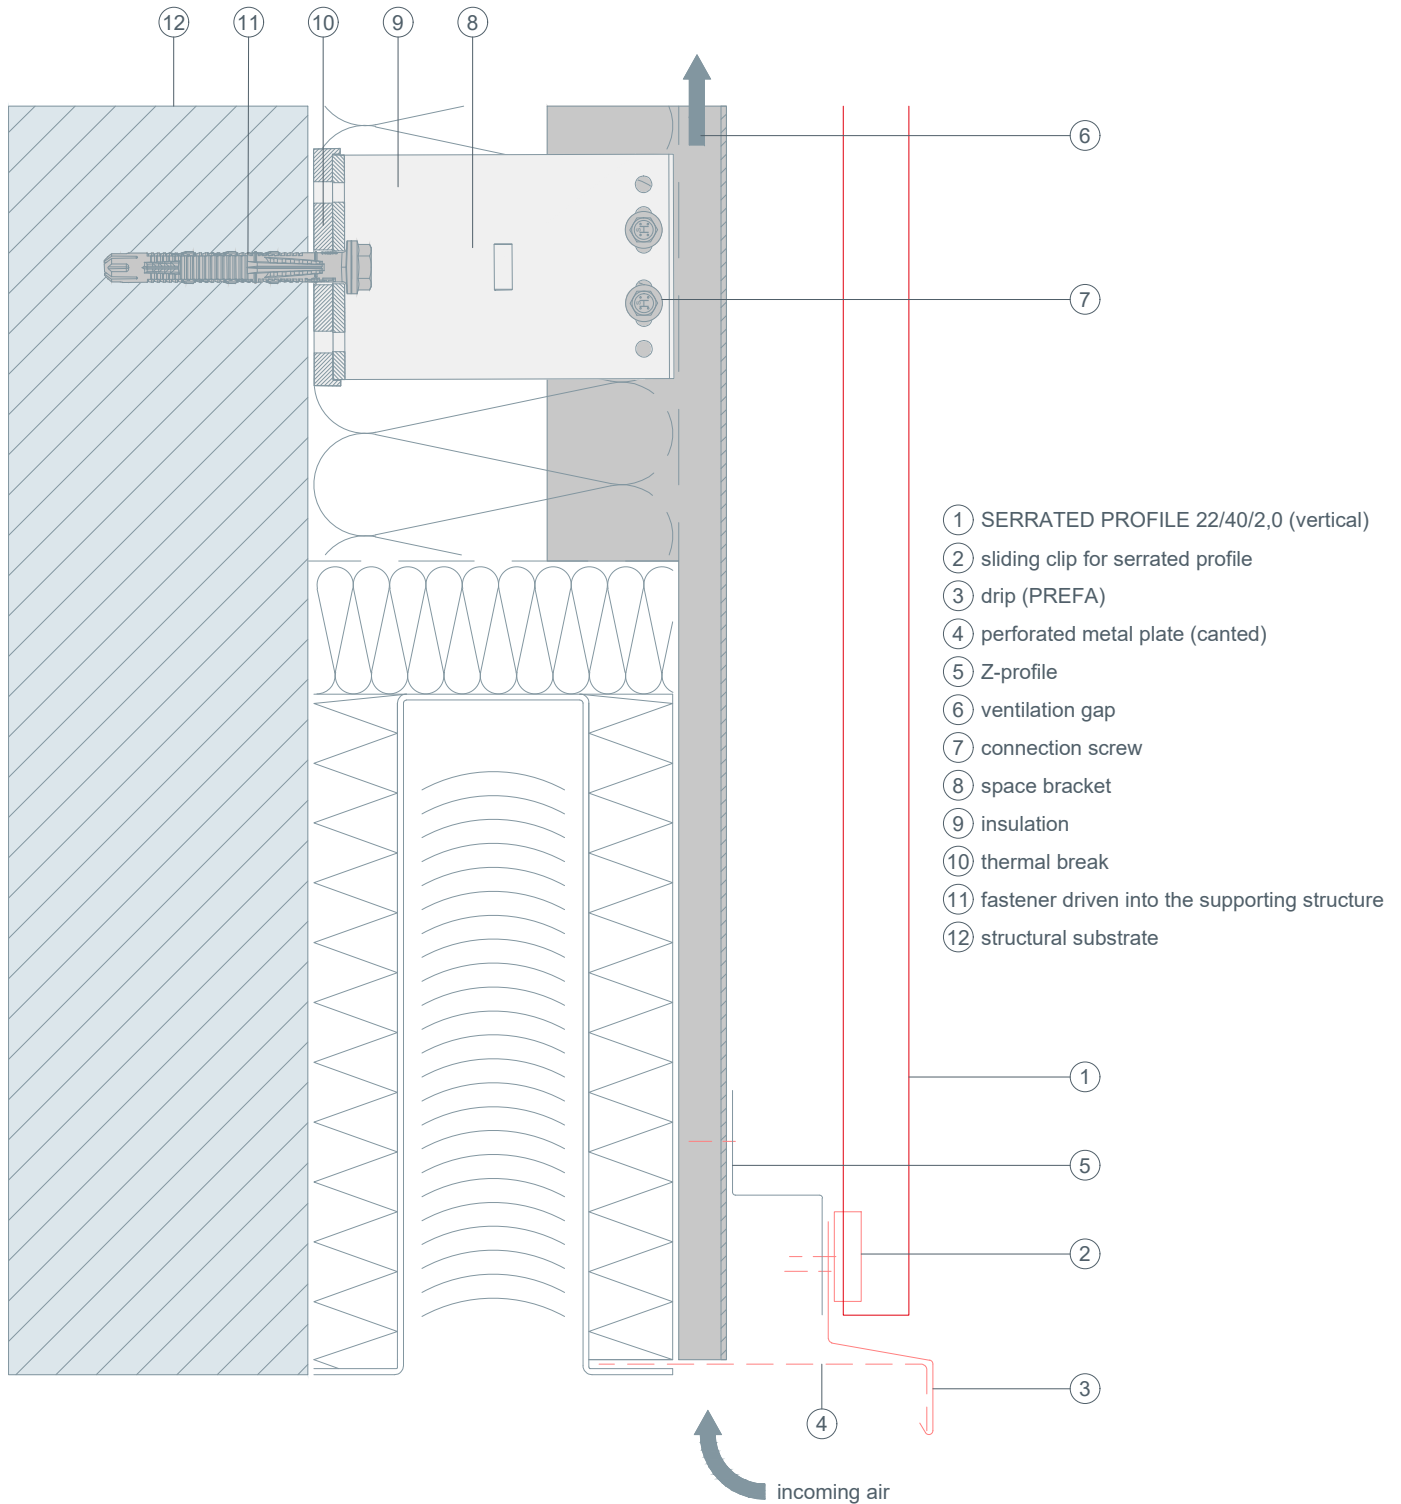 12 11 10 9 8
6
7
1 SERRATED PROFILE 22/40/2,0 (vertical)
2 sliding clip for serrated profile
3 drip (PREFA)
4 perforated metal plate (canted)
5 Z-profile
6 ventilation gap
7 connection screw
8 space bracket
9 insulation
10 thermal break
11 fastener driven into the supporting structure
12 structural substrate
1
5
2
3
4
incoming air